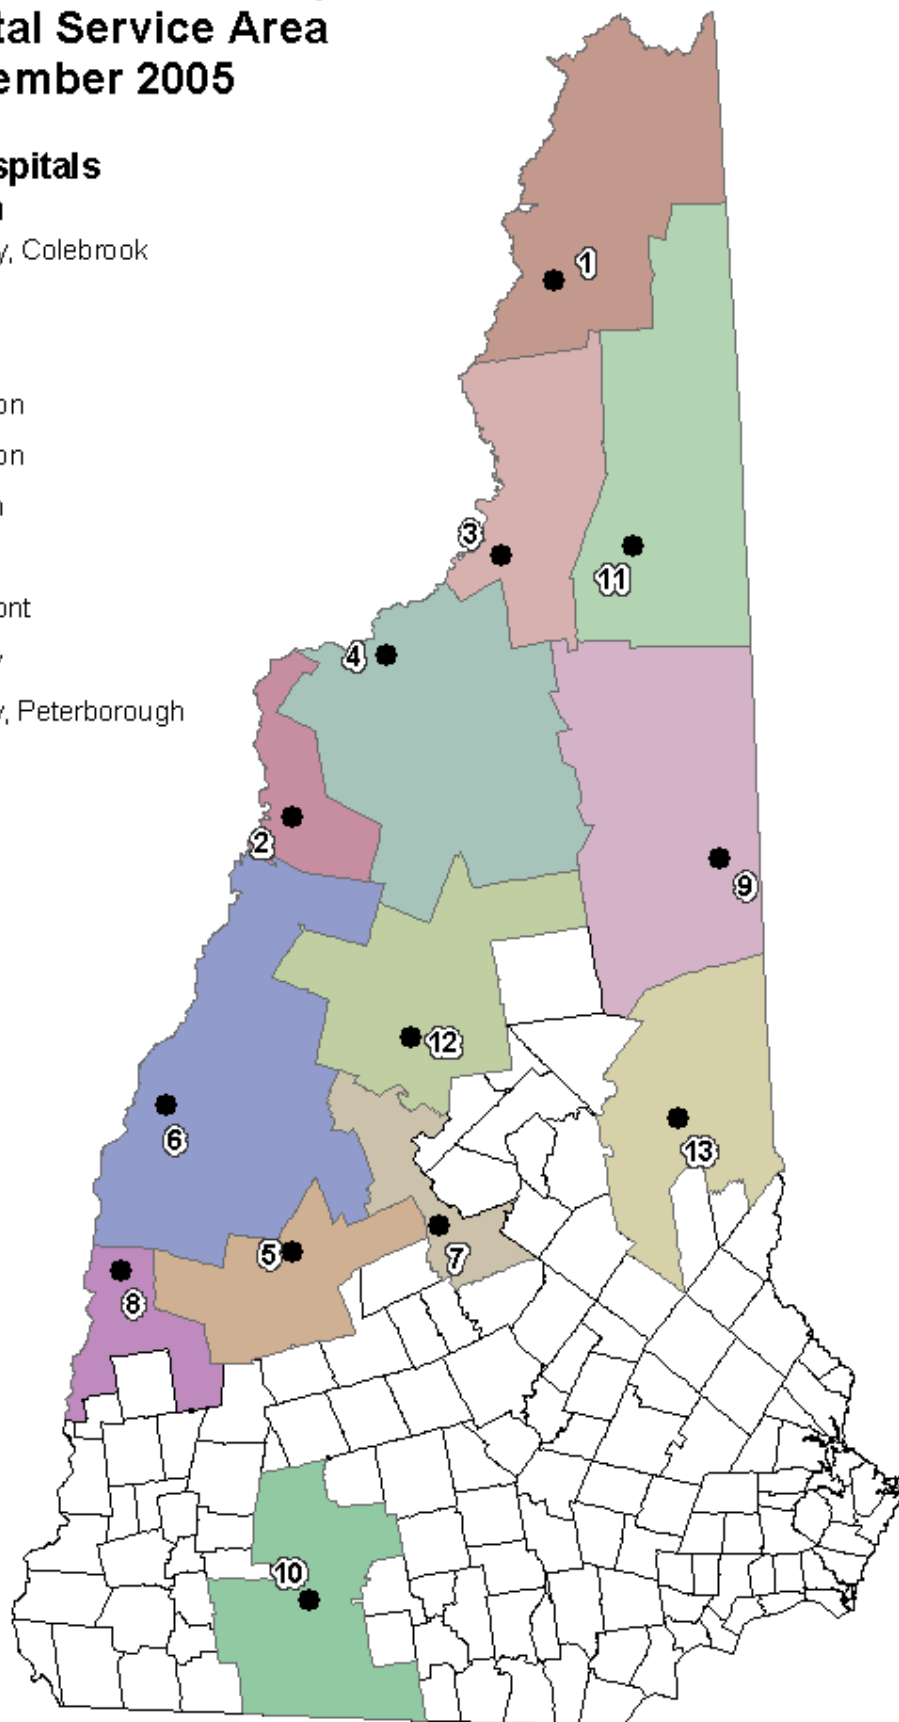 tal Service Area
ember 2005
spitals
n
y, Colebrook
on
on
n
ont
y
y, Peterborough
1
11
3
4
2
9
12
6
13
5
7
8
10